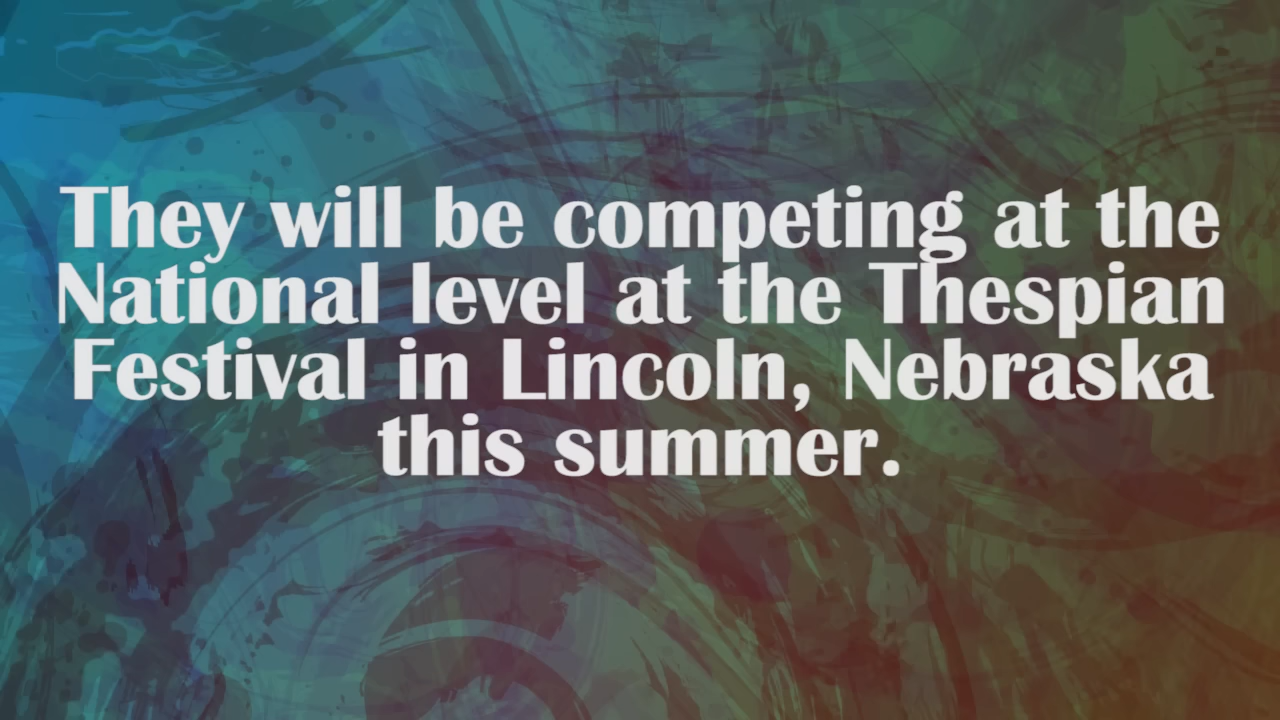 They will be competing at the
National level at the Thespian
Festival in Lincoln, Nebraska
this summer.